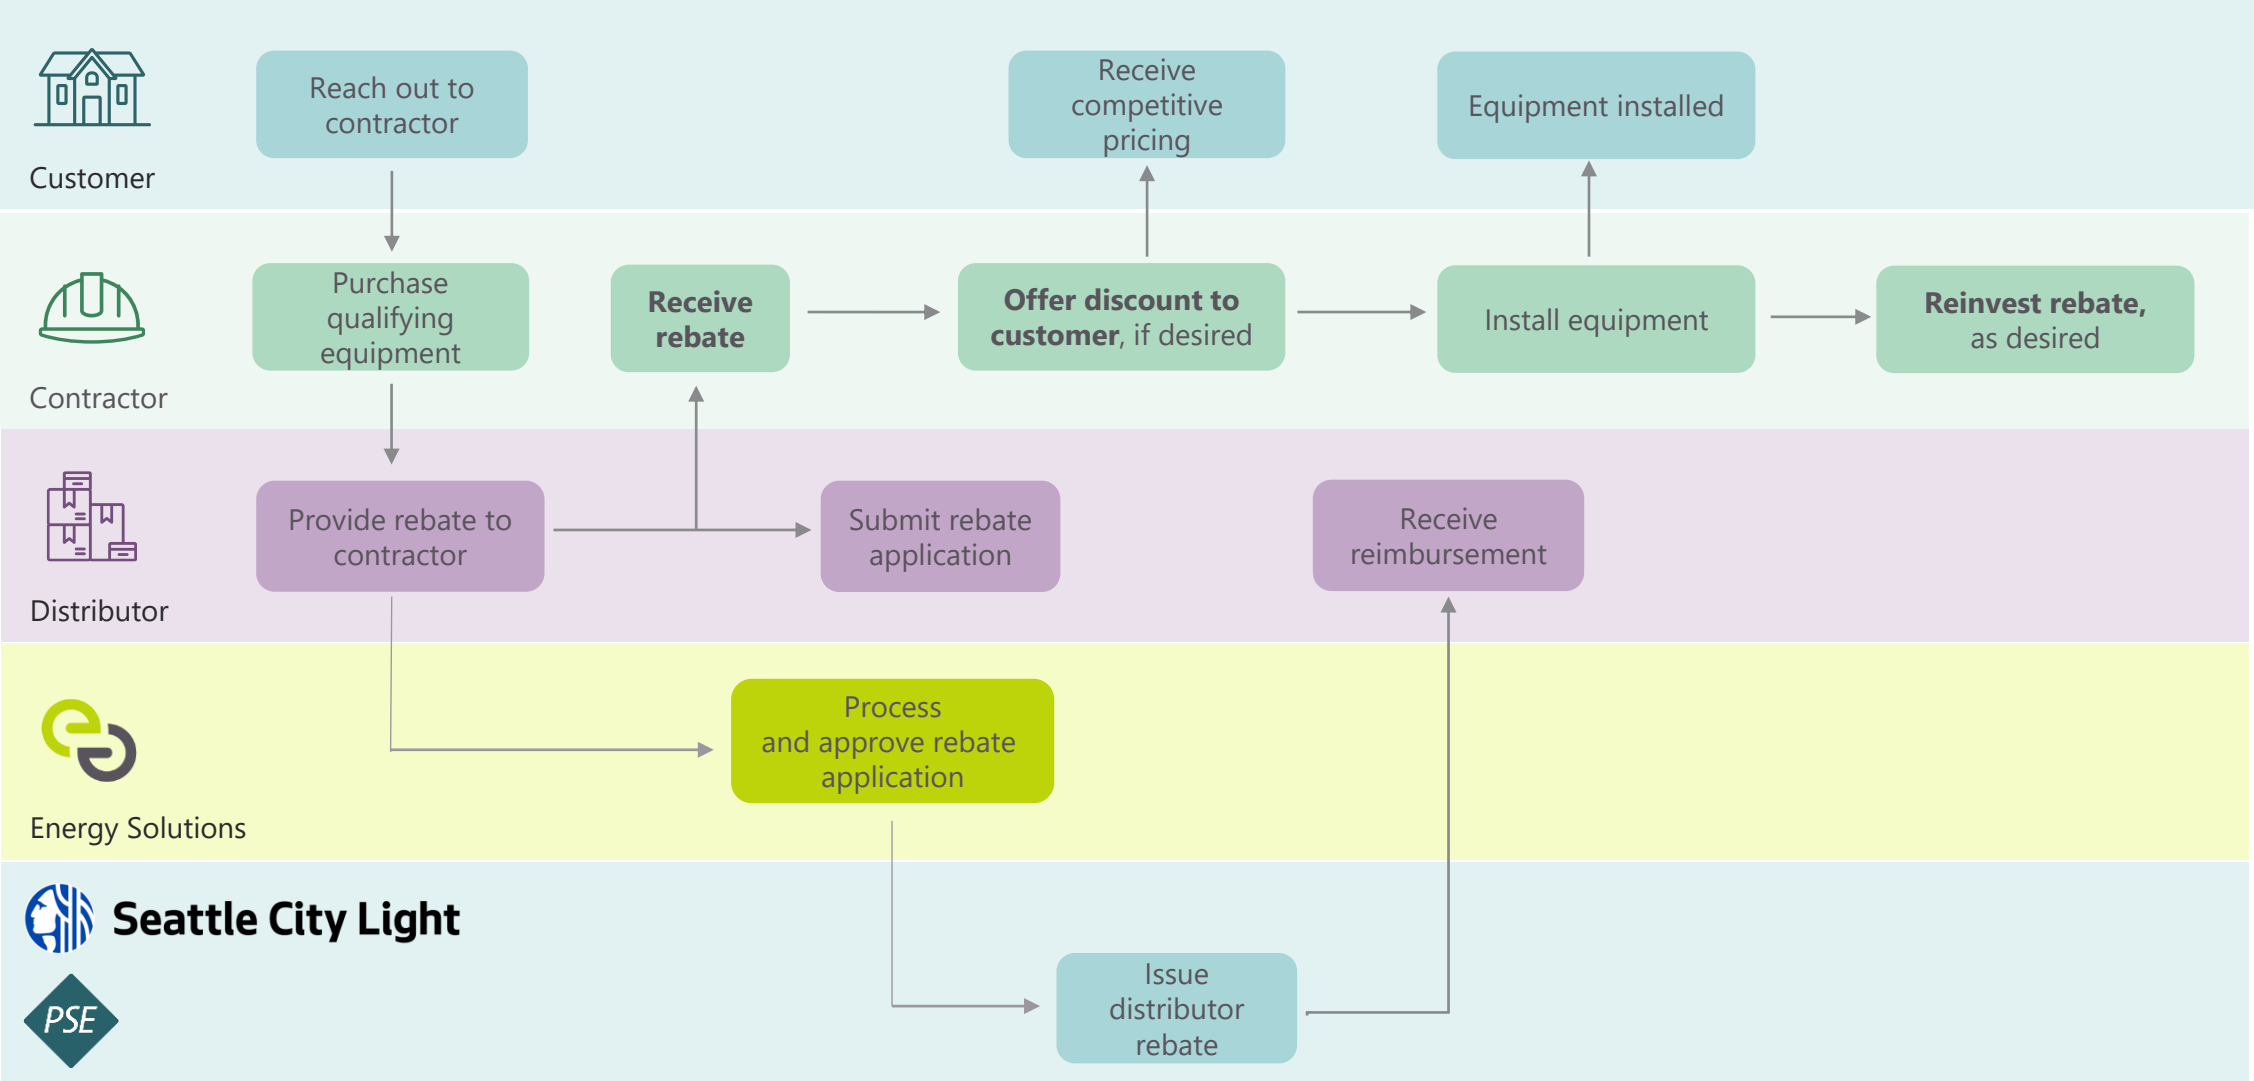 Reach out to
contractor
Receive
competitive
pricing
Equipment installed
Customer
Purchase
qualifying
equipment
Receive
rebate
Offer discount to
customer, if desired
Install equipment
Reinvest rebate,
as desired
Contractor
Provide rebate to
contractor
Submit rebate
application
Receive
reimbursement
Distributor
Process
and approve rebate
application
Energy Solutions
Seattle City Light
PSE
Issue
distributor
rebate